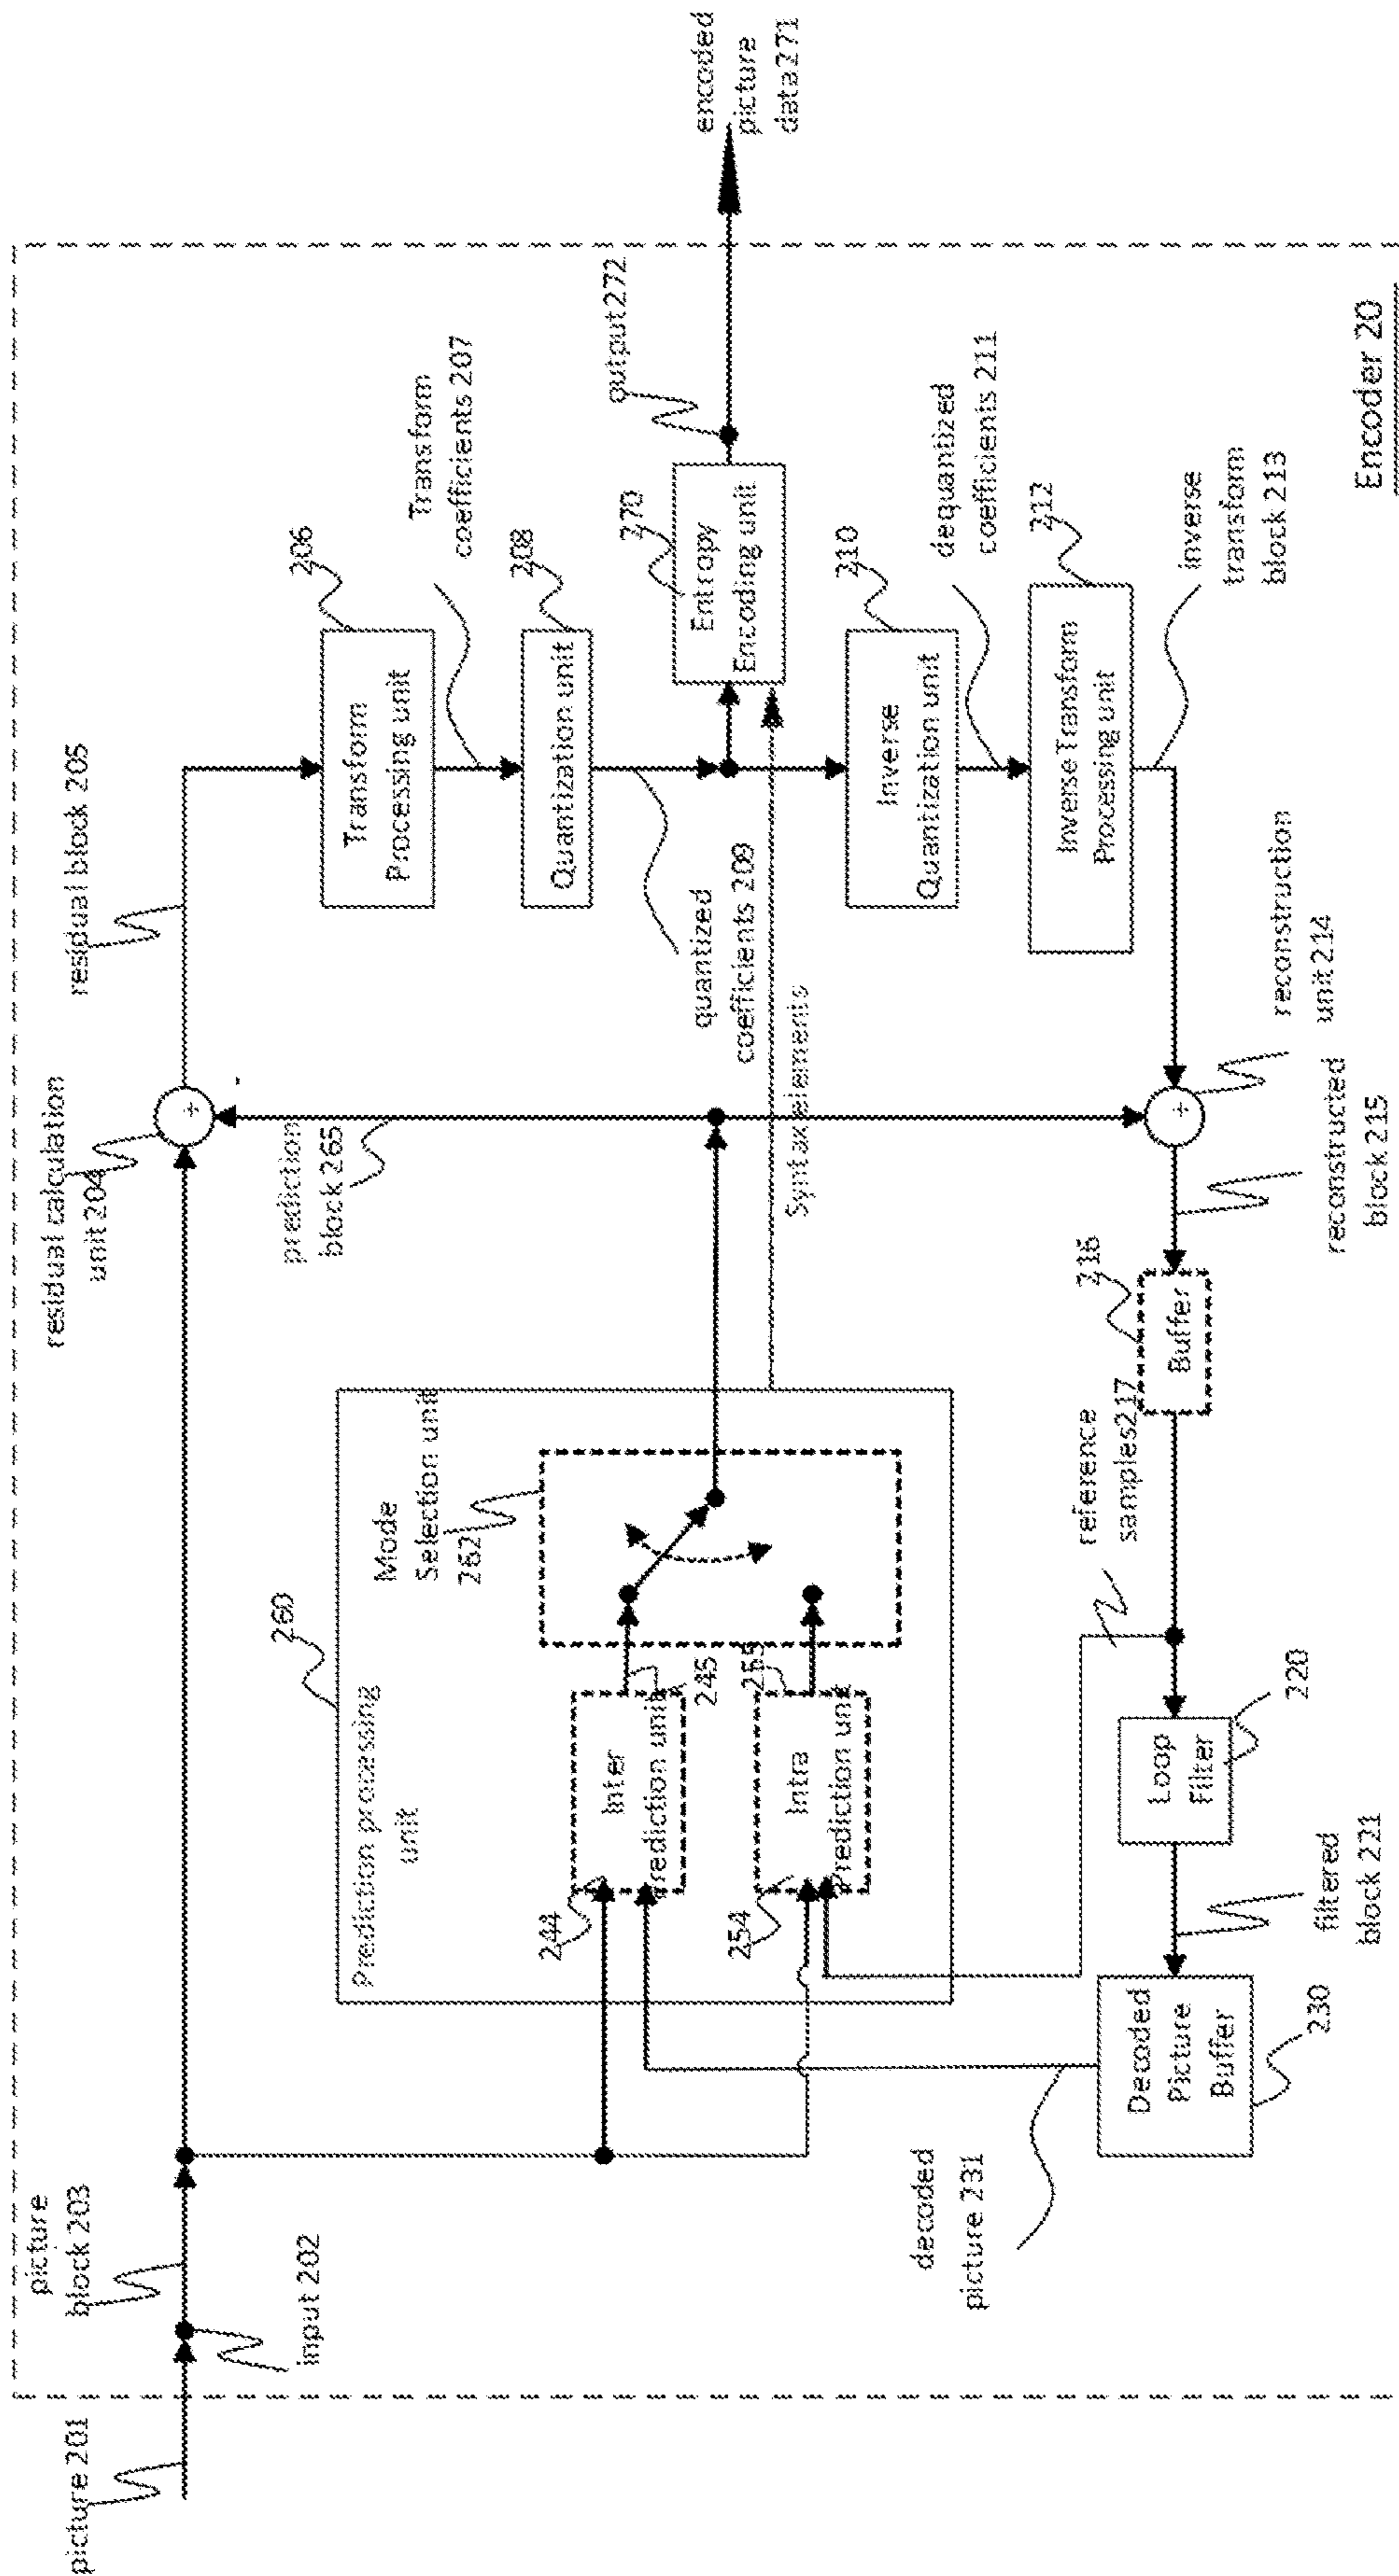 picture 201
picture
block 203
input 202
residual calculation
unit 204
residual block 205
prediction
block 265
206
Transform
Processing unit
Transform
coefficients 207
208
Quantization unit
quantized
coefficients 209
Syntax elements
270
Entropy
Encoding unit
output 272
encoded
picture
data 271
210
Inverse
Quantization unit
dequantized
coefficients 211
212
Inverse Transform
Processing unit
inverse
transform
block 213
reconstruction
unit 214
reconstructed
block 215
216
Buffer
reference
samples 217
220
Loop
Filter
filtered
block 221
230
Decoded
Picture
Buffer
decoded
picture 231
260
Prediction processing
unit
Mode
Selection unit
262
244
Inter
Prediction unit
245
254
Intra
Prediction unit
255
Encoder 20